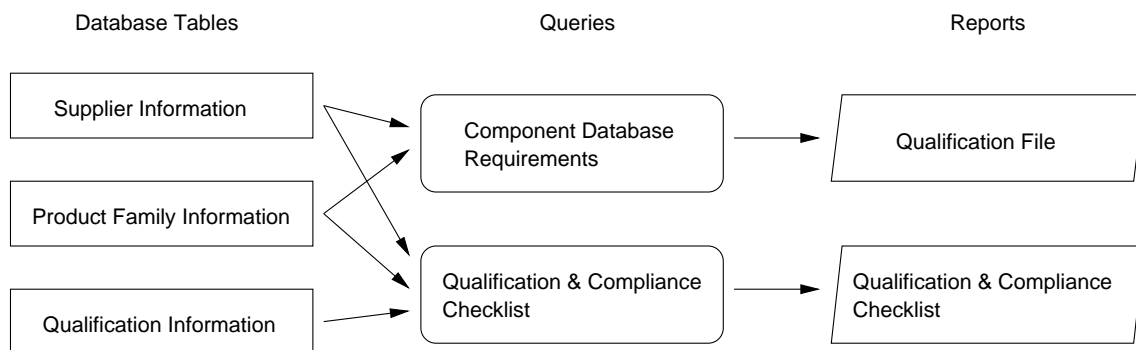 Database Tables
Queries
Reports
Supplier Information
Component Database
Requirements
Qualification File
Product Family Information
Qualification & Compliance
Checklist
Qualification & Compliance
Checklist
Qualification Information